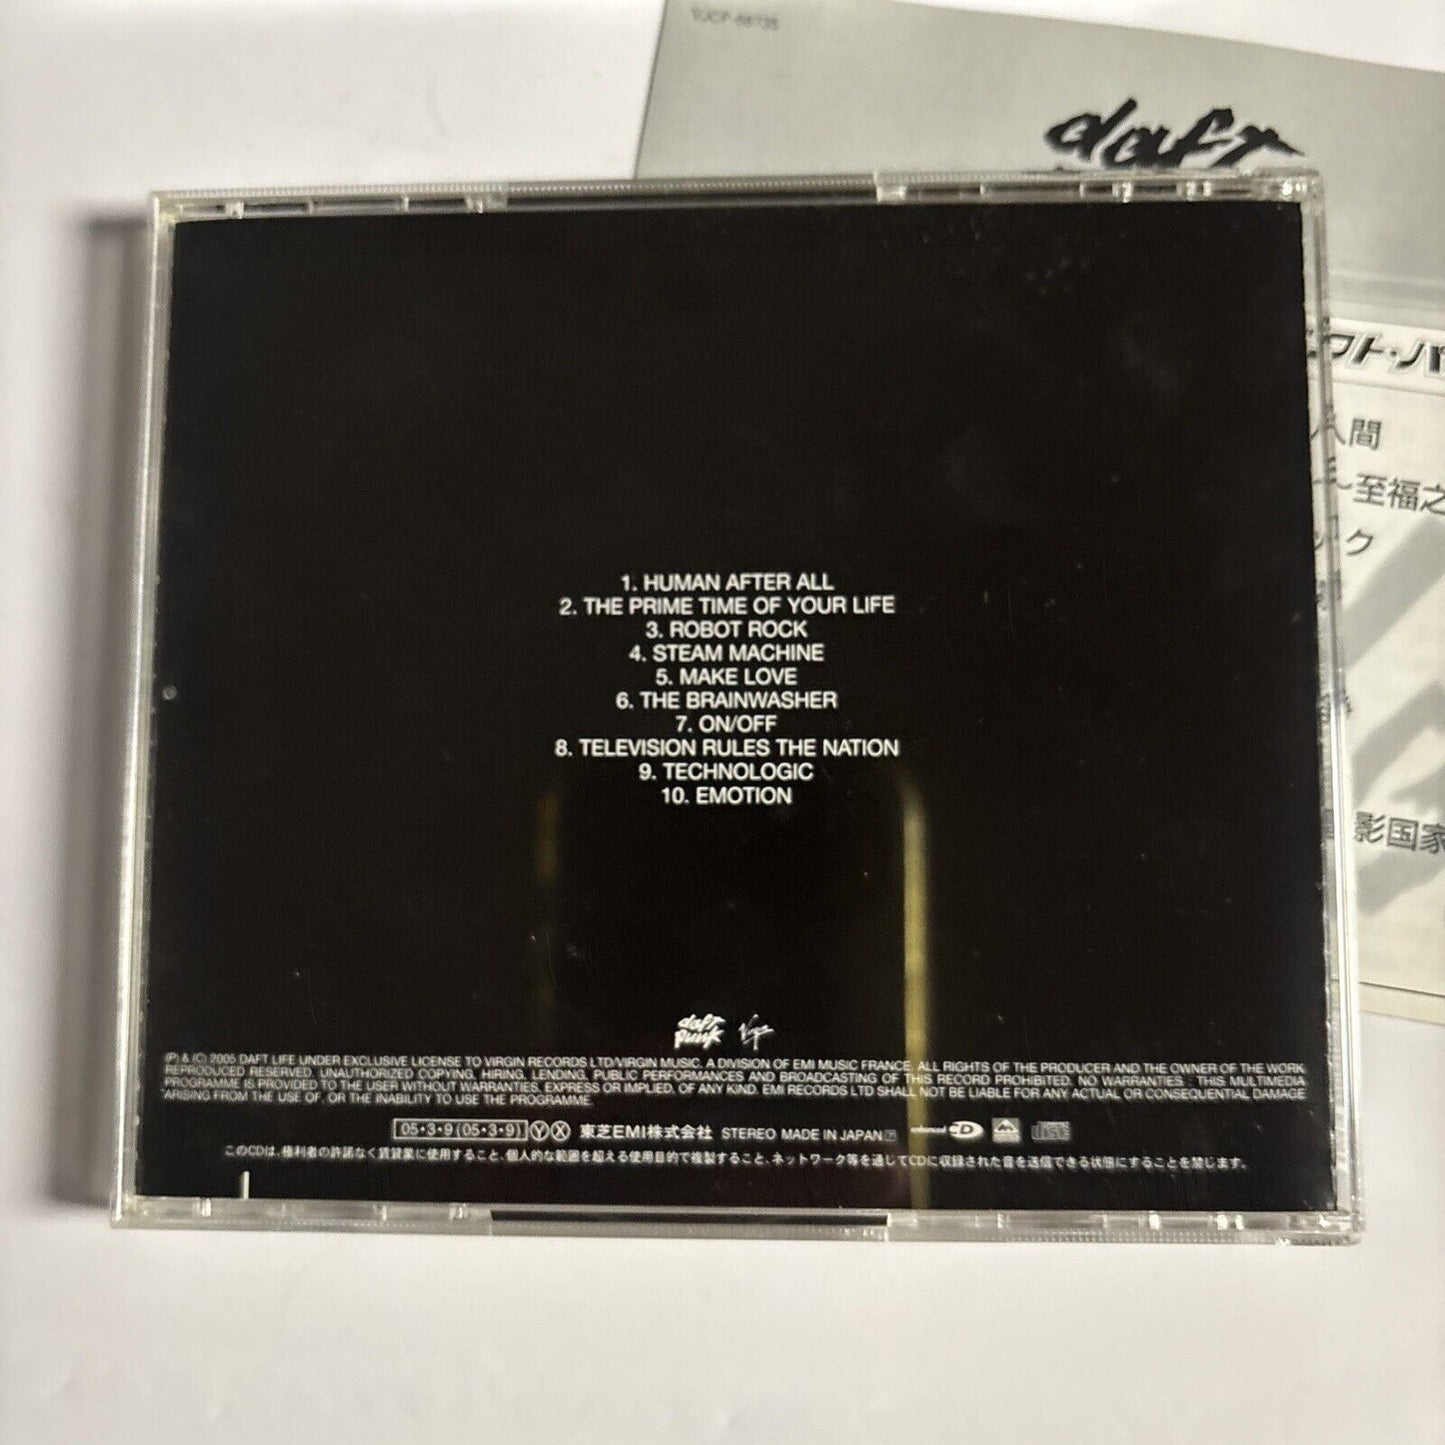 TOCP-66735
daft
フト・パ
人間
～至福之
ク
影国家
1. HUMAN AFTER ALL
2. THE PRIME TIME OF YOUR LIFE
3. ROBOT ROCK
4. STEAM MACHINE
5. MAKE LOVE
6. THE BRAINWASHER
7. ON/OFF
8. TELEVISION RULES THE NATION
9. TECHNOLOGIC
10. EMOTION
daft Virgin
punk
(P) & (C) 2005 DAFT LIFE UNDER EXCLUSIVE LICENSE TO VIRGIN RECORDS LTD/VIRGIN MUSIC, A DIVISION OF EMI MUSIC FRANCE. ALL RIGHTS OF THE PRODUCER AND THE OWNER OF THE WORK
REPRODUCED RESERVED. UNAUTHORIZED COPYING, HIRING, LENDING, PUBLIC PERFORMANCES AND BROADCASTING OF THIS RECORD PROHIBITED. NO WARRANTIES : THIS MULTIMEDIA
PROGRAMME IS PROVIDED TO THE USER WITHOUT WARRANTIES, EXPRESS OR IMPLIED, OF ANY KIND. EMI RECORDS LTD SHALL NOT BE LIABLE FOR ANY ACTUAL OR CONSEQUENTIAL DAMAGE
ARISING FROM THE USE OF, OR THE INABILITY TO USE THE PROGRAMME.
05・3・9 (05・3・9) Ⓨ Ⓧ 東芝EMI株式会社 STEREO MADE IN JAPAN enhanced CD
このCDは、権利者の許諾なく賃貸業に使用すること、個人的な範囲を超える使用目的で複製すること、ネットワーク等を通じてCDに収録された音を送信できる状態にすることを禁じます。